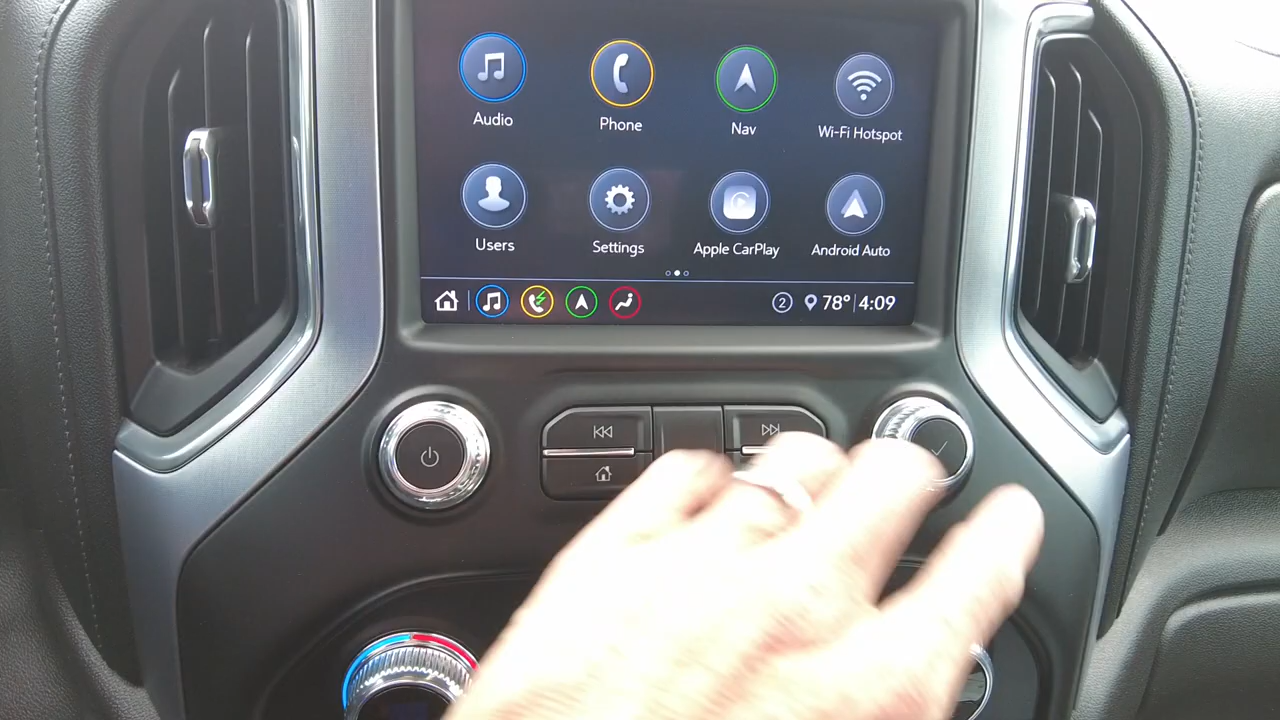 Audio
Phone
Nav
Wi-Fi Hotspot
Users
Settings
Apple CarPlay
Android Auto
2
78° 4:09